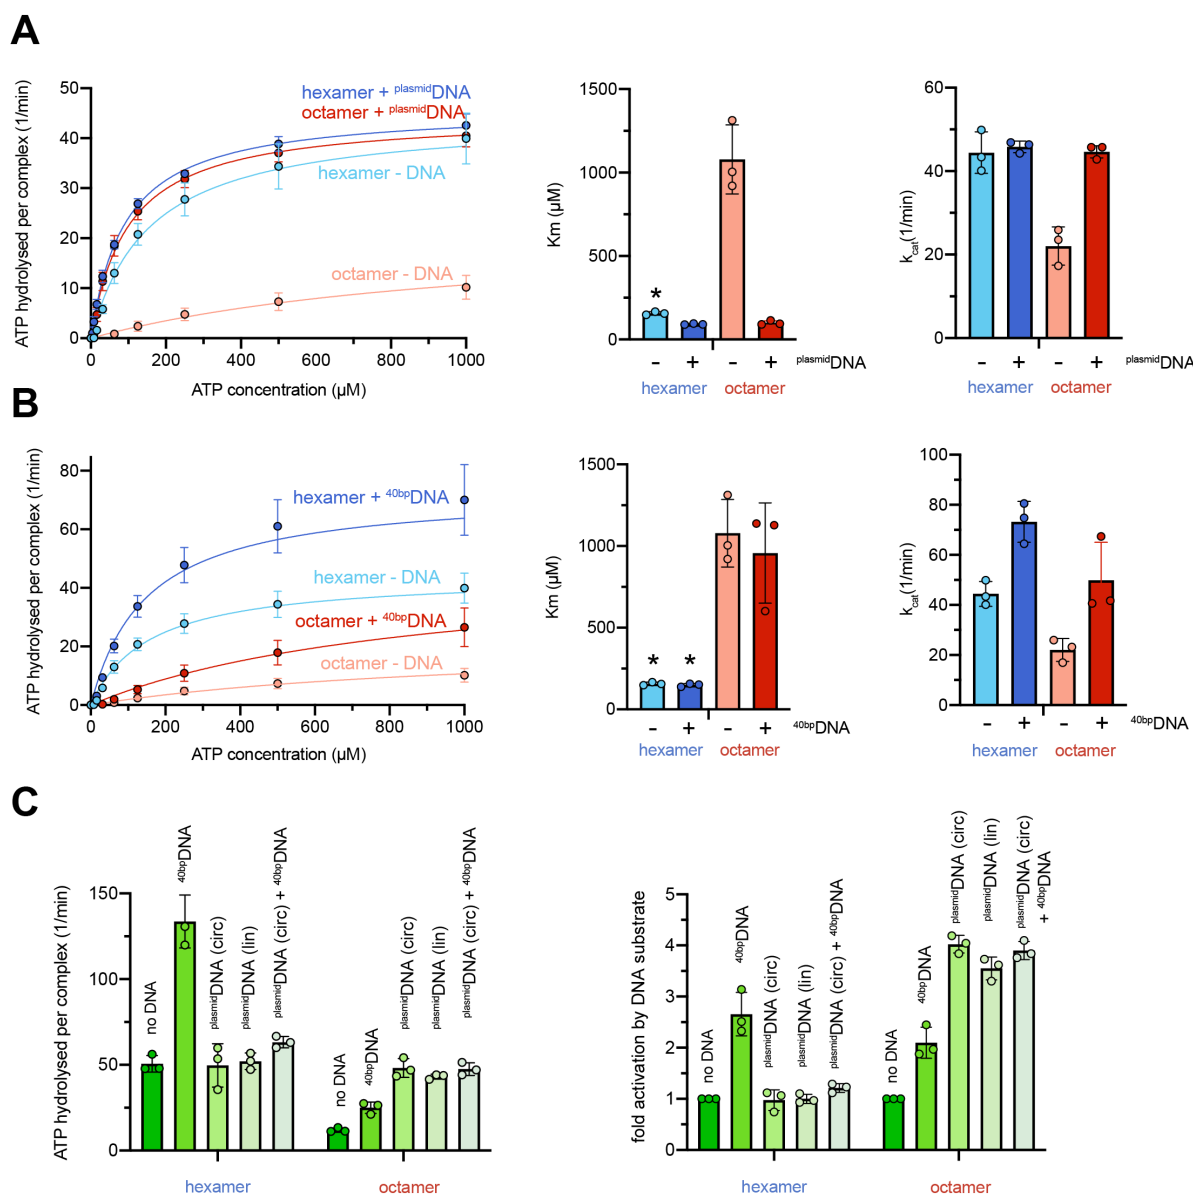 A
ATP hydrolysed per complex (1/min)
50
40
30
20
10
0
0
200
400
600
800
1000
ATP concentration (µM)
hexamer + plasmidDNA
octamer + plasmidDNA
hexamer - DNA
octamer - DNA
Km (µM)
1500
1000
500
0
*
- + - + plasmidDNA
hexamer octamer
kcat(1/min)
60
40
20
0
- + - + plasmidDNA
hexamer octamer
B
ATP hydrolysed per complex (1/min)
80
60
40
20
0
0
200
400
600
800
1000
ATP concentration (µM)
hexamer + 40bpDNA
hexamer - DNA
octamer + 40bpDNA
octamer - DNA
Km (µM)
1500
1000
500
0
* *
- + - + 40bpDNA
hexamer octamer
kcat(1/min)
100
80
60
40
20
0
- + - + 40bpDNA
hexamer octamer
C
ATP hydrolysed per complex (1/min)
150
100
50
0
no DNA
40bpDNA
plasmidDNA (circ)
plasmidDNA (lin)
plasmidDNA (circ) + 40bpDNA
no DNA
40bpDNA
plasmidDNA (circ)
plasmidDNA (lin)
plasmidDNA (circ) + 40bpDNA
hexamer octamer
fold activation by DNA substrate
5
4
3
2
1
0
no DNA
40bpDNA
plasmidDNA (circ)
plasmidDNA (lin)
plasmidDNA (circ) + 40bpDNA
no DNA
40bpDNA
plasmidDNA (circ)
plasmidDNA (lin)
plasmidDNA (circ)
+ 40bpDNA
hexamer octamer